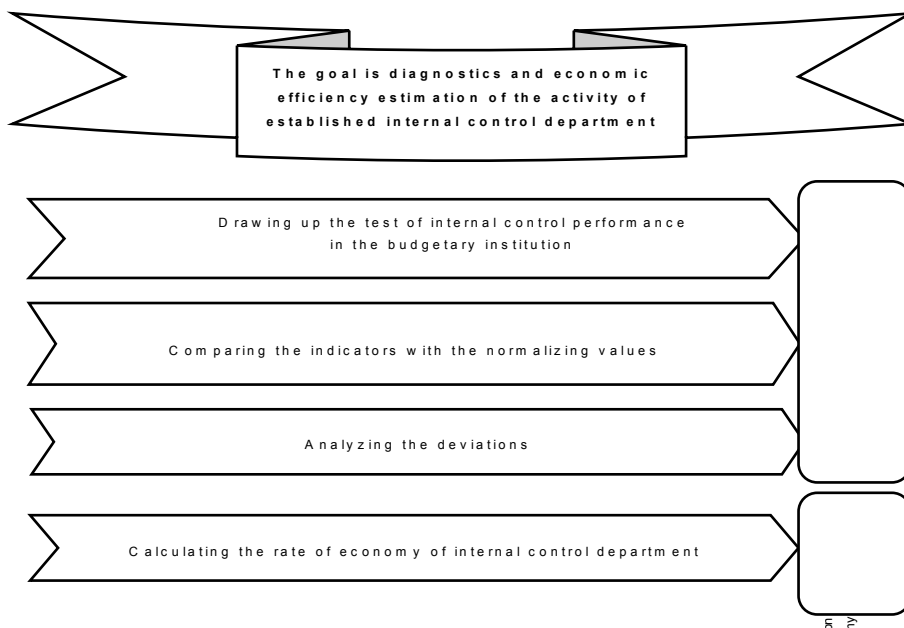 The goal is diagnostics and economic
efficiency estimation of the activity of
established internal control department
Drawing up the test of internal control performance
in the budgetary institution
Comparing the indicators with the normalizing values
Analyzing the deviations
Calculating the rate of economy of internal control department
on
ny